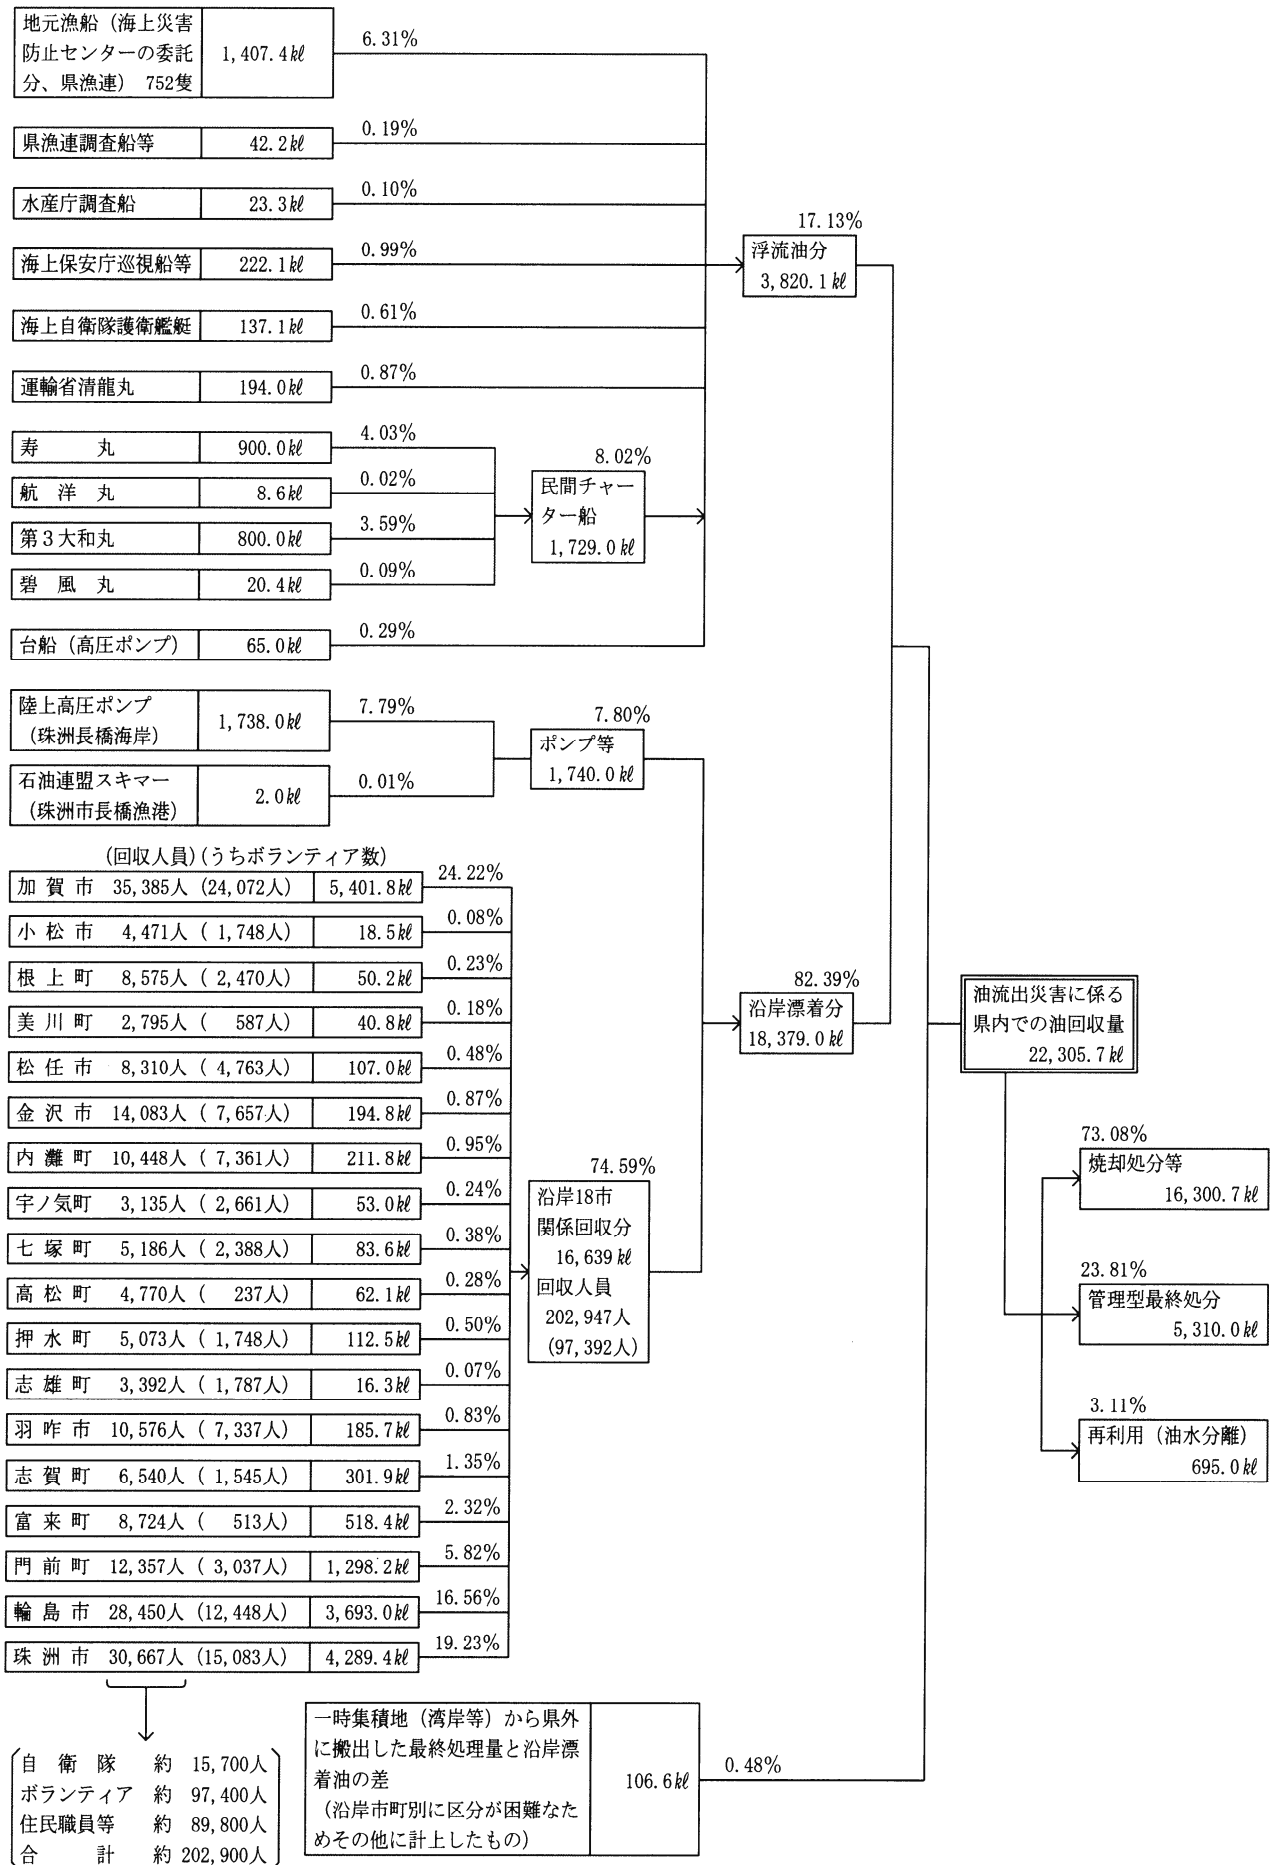 地元漁船（海上災害
防止センターの委託
分、県漁連） 752隻
1,407.4㎘
6.31%
県漁連調査船等 42.2㎘
0.19%
水産庁調査船 23.3㎘
0.10%
海上保安庁巡視船等 222.1㎘
0.99%
海上自衛隊護衛艦艇 137.1㎘
0.61%
運輸省清龍丸 194.0㎘
0.87%
寿丸 900.0㎘
4.03%
航洋丸 8.6㎘
0.02%
第3大和丸 800.0㎘
3.59%
碧風丸 20.4㎘
0.09%
8.02%
民間チャー
ター船
1,729.0㎘
台船（高圧ポンプ） 65.0㎘
0.29%
17.13%
浮流油分
3,820.1㎘
陸上高圧ポンプ
（珠洲長橋海岸）
1,738.0㎘
7.79%
石油連盟スキマー
（珠洲市長橋漁港）
2.0㎘
0.01%
7.80%
ポンプ等
1,740.0㎘
(回収人員)(うちボランティア数)
加賀市 35,385人 (24,072人) 5,401.8㎘
24.22%
小松市 4,471人 ( 1,748人) 18.5㎘
0.08%
根上町 8,575人 ( 2,470人) 50.2㎘
0.23%
美川町 2,795人 ( 587人) 40.8㎘
0.18%
松任市 8,310人 ( 4,763人) 107.0㎘
0.48%
金沢市 14,083人 ( 7,657人) 194.8㎘
0.87%
内灘町 10,448人 ( 7,361人) 211.8㎘
0.95%
宇ノ気町 3,135人 ( 2,661人) 53.0㎘
0.24%
七塚町 5,186人 ( 2,388人) 83.6㎘
0.38%
高松町 4,770人 ( 237人) 62.1㎘
0.28%
押水町 5,073人 ( 1,748人) 112.5㎘
0.50%
志雄町 3,392人 ( 1,787人) 16.3㎘
0.07%
羽咋市 10,576人 ( 7,337人) 185.7㎘
0.83%
志賀町 6,540人 ( 1,545人) 301.9㎘
1.35%
富来町 8,724人 ( 513人) 518.4㎘
2.32%
門前町 12,357人 ( 3,037人) 1,298.2㎘
5.82%
輪島市 28,450人 (12,448人) 3,693.0㎘
16.56%
珠洲市 30,667人 (15,083人) 4,289.4㎘
19.23%
74.59%
沿岸18市
関係回収分
16,639㎘
回収人員
202,947人
(97,392人)
82.39%
沿岸漂着分
18,379.0㎘
自衛隊 約 15,700人
ボランティア 約 97,400人
住民職員等 約 89,800人
合計 約 202,900人
一時集積地（湾岸等）から県外
に搬出した最終処理量と沿岸漂
着油の差
（沿岸市町別に区分が困難なた
めその他に計上したもの）
106.6㎘
0.48%
油流出災害に係る
県内での油回収量
22,305.7㎘
73.08%
焼却処分等
16,300.7㎘
23.81%
管理型最終処分
5,310.0㎘
3.11%
再利用（油水分離）
695.0㎘